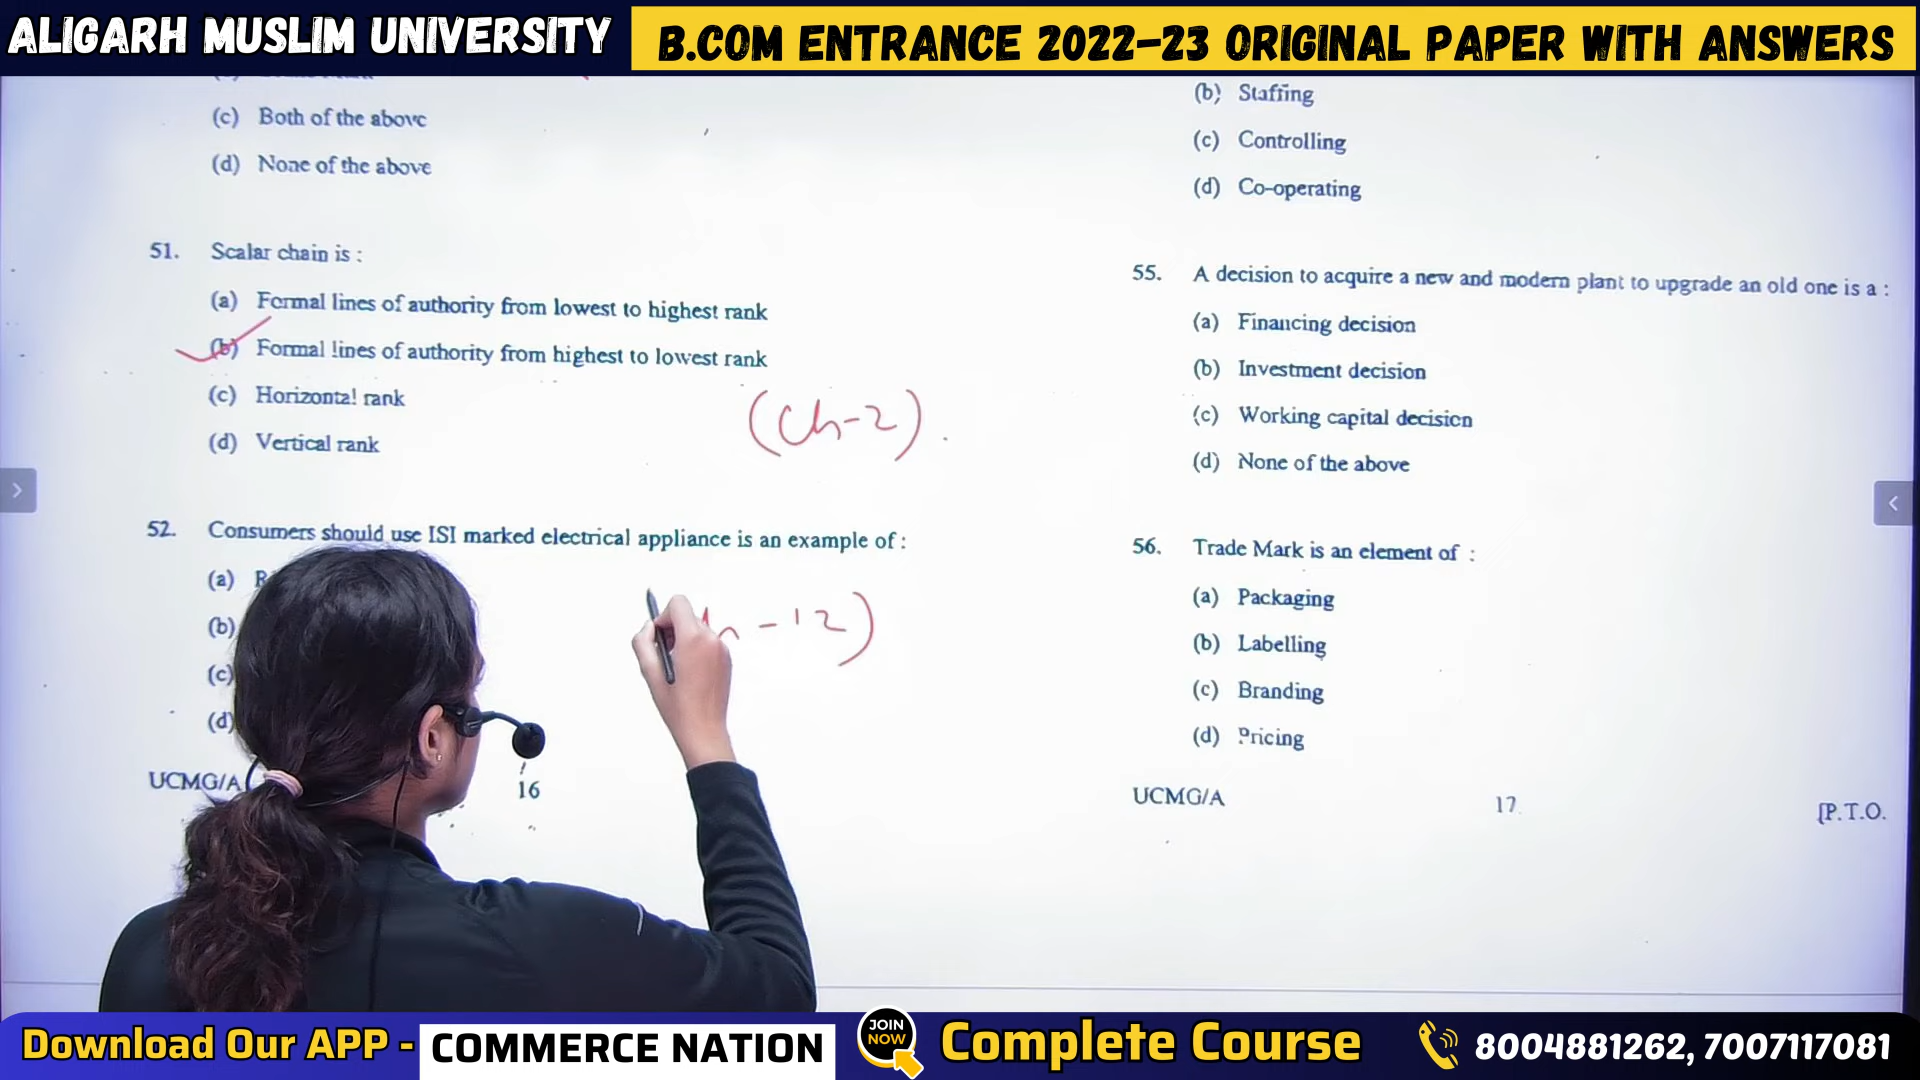 ALIGARH MUSLIM UNIVERSITY
B.COM ENTRANCE 2022–23 ORIGINAL PAPER WITH ANSWERS
(c) Both of the above
(d) None of the above
51. Scalar chain is :
(a) Formal lines of authority from lowest to highest rank
(b) Formal lines of authority from highest to lowest rank
(c) Horizontal rank
(d) Vertical rank
(Ch-2)
52. Consumers should use ISI marked electrical appliance is an example of :
(a)
(b)
(c)
(d)
-12)
UCMG/A
16
(b) Staffing
(c) Controlling
(d) Co-operating
55. A decision to acquire a new and modern plant to upgrade an old one is a :
(a) Financing decision
(b) Investment decision
(c) Working capital decision
(d) None of the above
56. Trade Mark is an element of :
(a) Packaging
(b) Labelling
(c) Branding
(d) Pricing
UCMG/A
17
[P.T.O.
Download Our APP - COMMERCE NATION
JOIN NOW
Complete Course
8004881262, 7007117081